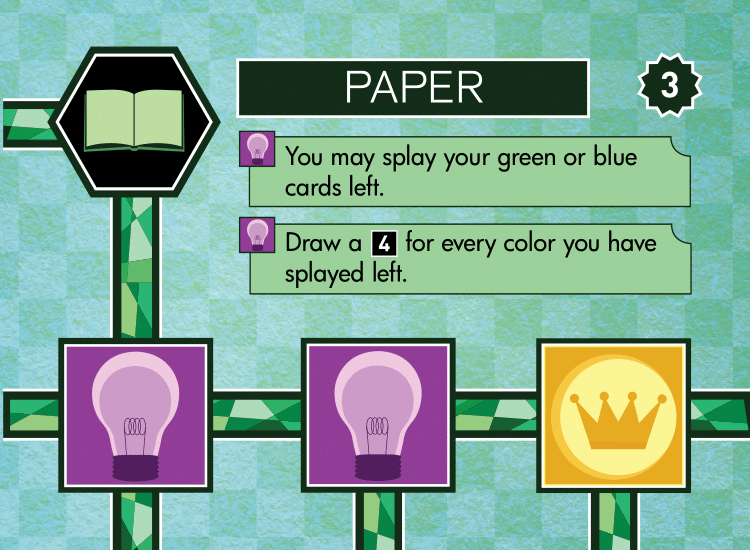 PAPER
3
You may splay your green or blue
cards left.
Draw a 4 for every color you have
splayed left.